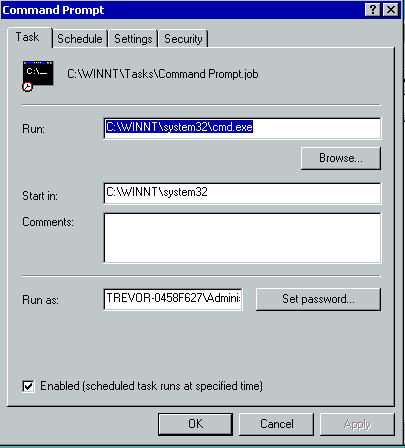 Command Prompt
Task Schedule Settings Security
C:\WINNT\Tasks\Command Prompt.job
Run: C:\WINNT\system32\cmd.exe
Browse...
Start in: C:\WINNT\system32
Comments:
Run as: TREVOR-0458F627\Admini Set password...
Enabled (scheduled task runs at specified time)
OK Cancel Apply